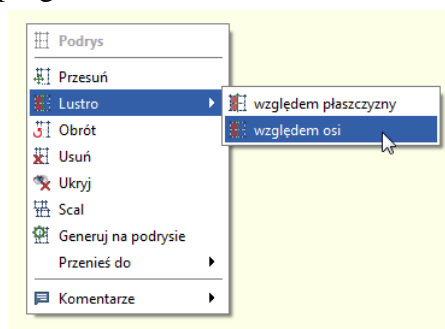 Podrys
Przesuń
Lustro
względem płaszczyzny
względem osi
Obrót
Usuń
Ukryj
Scal
Generuj na podrysie
Przenieś do
Komentarze